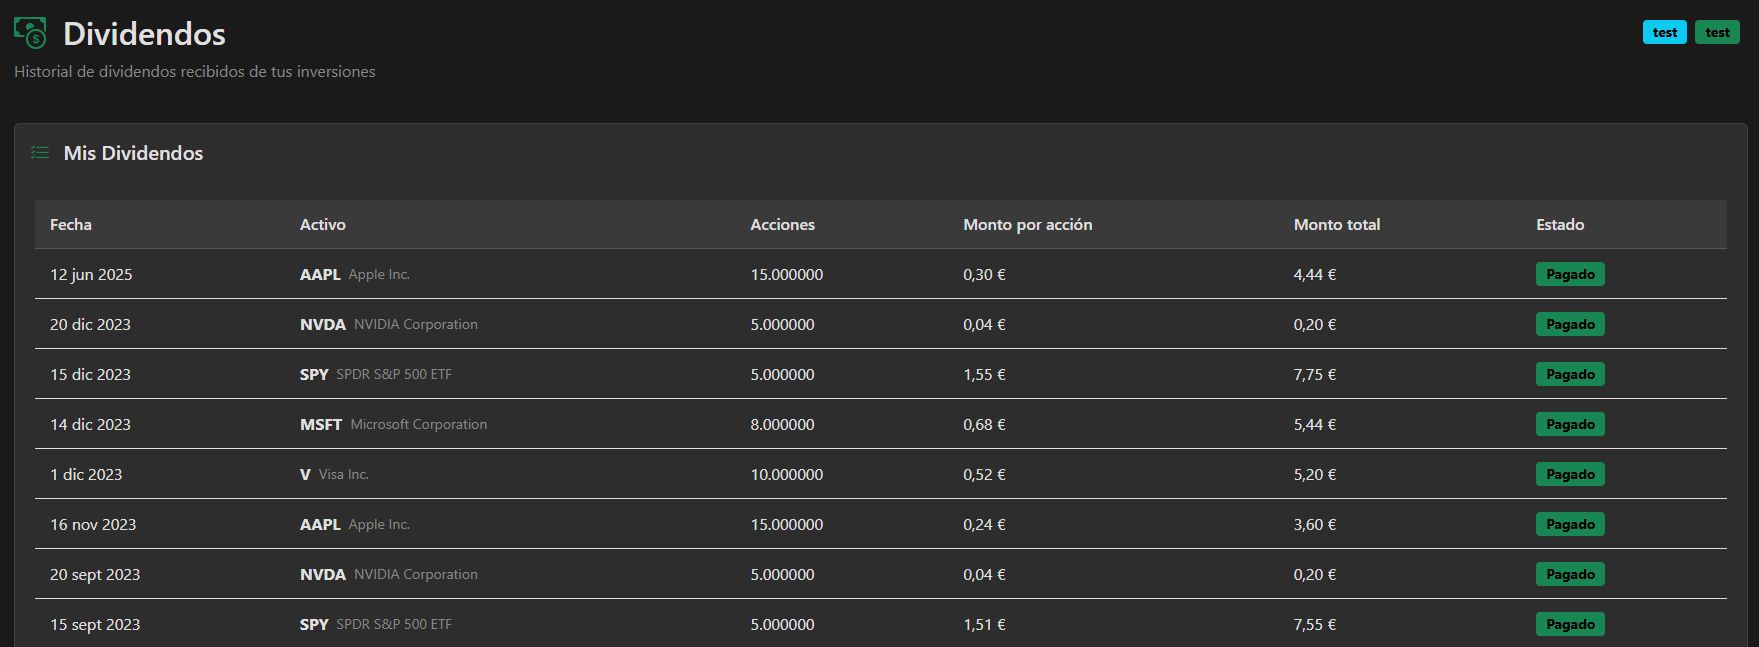 Dividendos
test test
Historial de dividendos recibidos de tus inversiones
Mis Dividendos
Fecha Activo Acciones Monto por acción Monto total Estado
12 jun 2025 AAPL Apple Inc. 15.000000 0,30 € 4,44 € Pagado
20 dic 2023 NVDA NVIDIA Corporation 5.000000 0,04 € 0,20 € Pagado
15 dic 2023 SPY SPDR S&P 500 ETF 5.000000 1,55 € 7,75 € Pagado
14 dic 2023 MSFT Microsoft Corporation 8.000000 0,68 € 5,44 € Pagado
1 dic 2023 V Visa Inc. 10.000000 0,52 € 5,20 € Pagado
16 nov 2023 AAPL Apple Inc. 15.000000 0,24 € 3,60 € Pagado
20 sept 2023 NVDA NVIDIA Corporation 5.000000 0,04 € 0,20 € Pagado
15 sept 2023 SPY SPDR S&P 500 ETF 5.000000 1,51 € 7,55 € Pagado